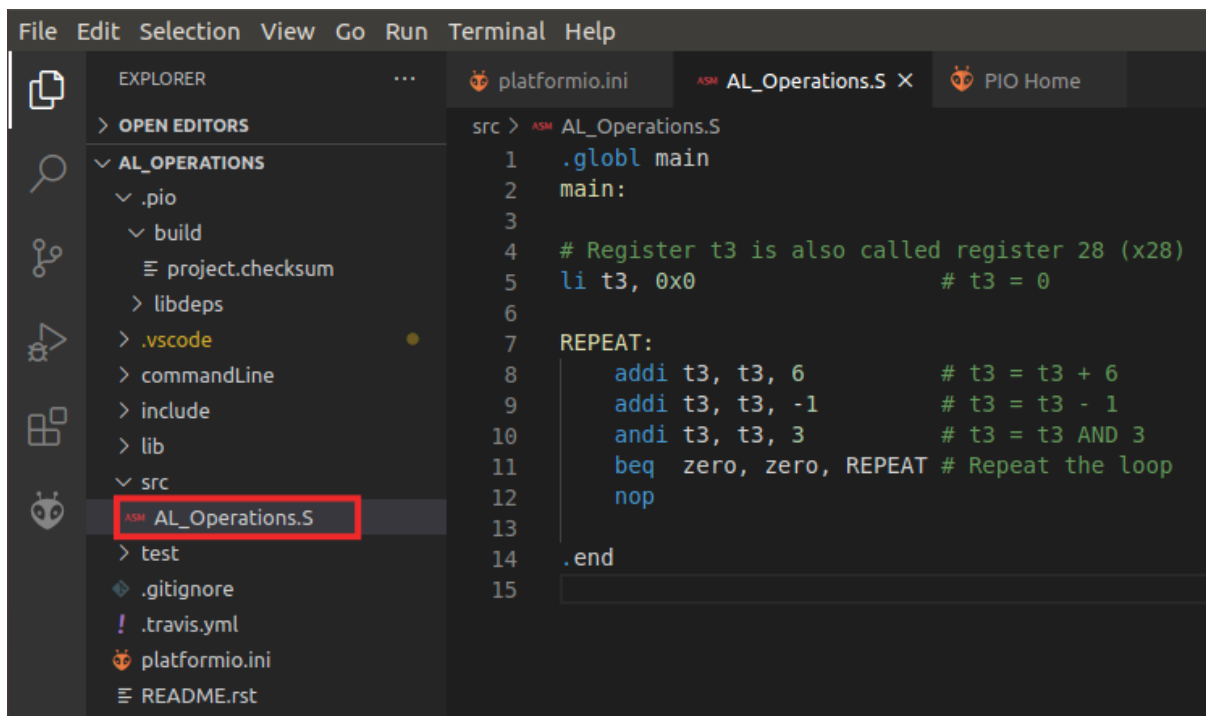 File Edit Selection View Go Run Terminal Help
EXPLORER ...
OPEN EDITORS
AL_OPERATIONS
.pio
build
project.checksum
libdeps
.vscode
commandLine
include
lib
src
ASM AL_Operations.S
test
.gitignore
! .travis.yml
platformio.ini
README.rst
platformio.ini ASM AL_Operations.S × PIO Home
src > ASM AL_Operations.S
1 .globl main
2 main:
3
4 # Register t3 is also called register 28 (x28)
5 li t3, 0x0 # t3 = 0
6
7 REPEAT:
8 addi t3, t3, 6 # t3 = t3 + 6
9 addi t3, t3, -1 # t3 = t3 - 1
10 andi t3, t3, 3 # t3 = t3 AND 3
11 beq zero, zero, REPEAT # Repeat the loop
12 nop
13
14 .end
15